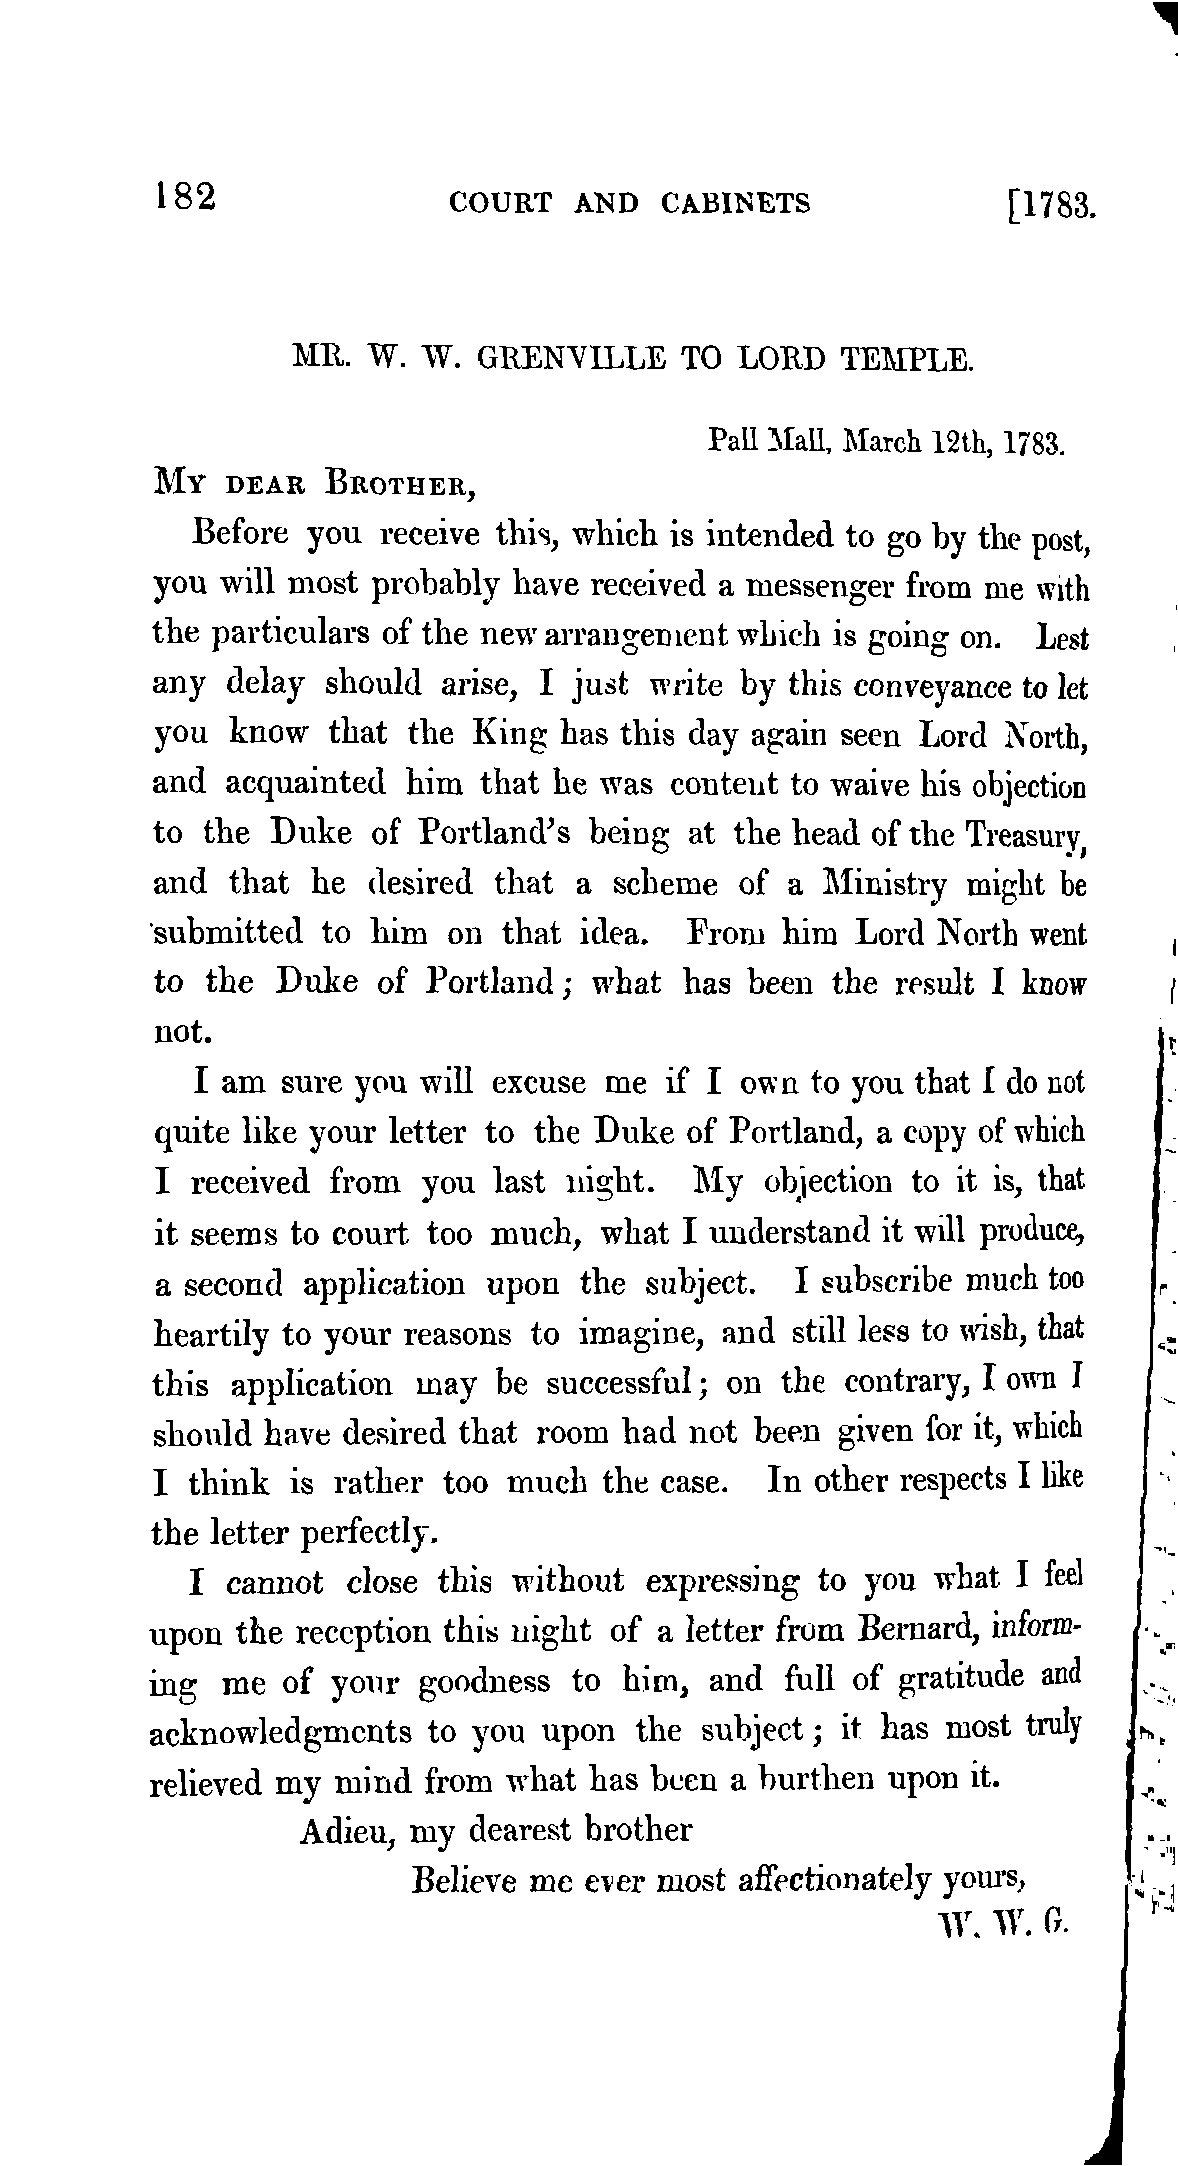 182 COURT AND CABINETS [1783.
MR. W. W. GRENVILLE TO LORD TEMPLE.
Pall Mall, March 12th, 1783.
MY DEAR BROTHER,
Before you receive this, which is intended to go by the post,
you will most probably have received a messenger from me with
the particulars of the new arrangement which is going on. Lest
any delay should arise, I just write by this conveyance to let
you know that the King has this day again seen Lord North,
and acquainted him that he was content to waive his objection
to the Duke of Portland's being at the head of the Treasury,
and that he desired that a scheme of a Ministry might be
submitted to him on that idea. From him Lord North went
to the Duke of Portland; what has been the result I know
not.
I am sure you will excuse me if I own to you that I do not
quite like your letter to the Duke of Portland, a copy of which
I received from you last night. My objection to it is, that
it seems to court too much, what I understand it will produce,
a second application upon the subject. I subscribe much too
heartily to your reasons to imagine, and still less to wish, that
this application may be successful; on the contrary, I own I
should have desired that room had not been given for it, which
I think is rather too much the case. In other respects I like
the letter perfectly.
I cannot close this without expressing to you what I feel
upon the reception this night of a letter from Bernard, inform-
ing me of your goodness to him, and full of gratitude and
acknowledgments to you upon the subject; it has most truly
relieved my mind from what has been a burthen upon it.
Adieu, my dearest brother
Believe me ever most affectionately yours,
W. W. G.